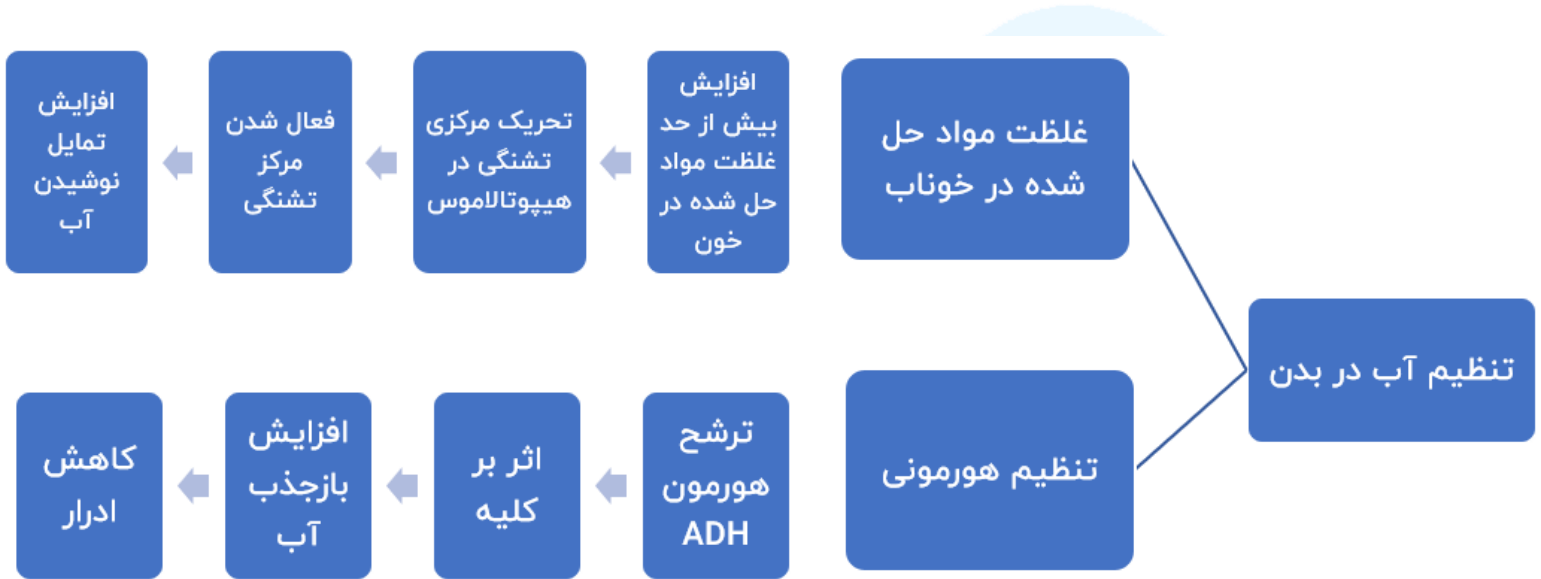 تنظیم آب در بدن
غلظت مواد حل
شده در خوناب
افزایش
بیش از حد
غلظت مواد
حل شده در
خون
تحریک مرکزی
تشنگی در
هیپوتالاموس
فعال شدن
مرکز
تشنگی
افزایش
تمایل
نوشیدن
آب
تنظیم هورمونی
ترشح
هورمون
ADH
اثر بر
کلیه
افزایش
بازجذب
آب
کاهش
ادرار